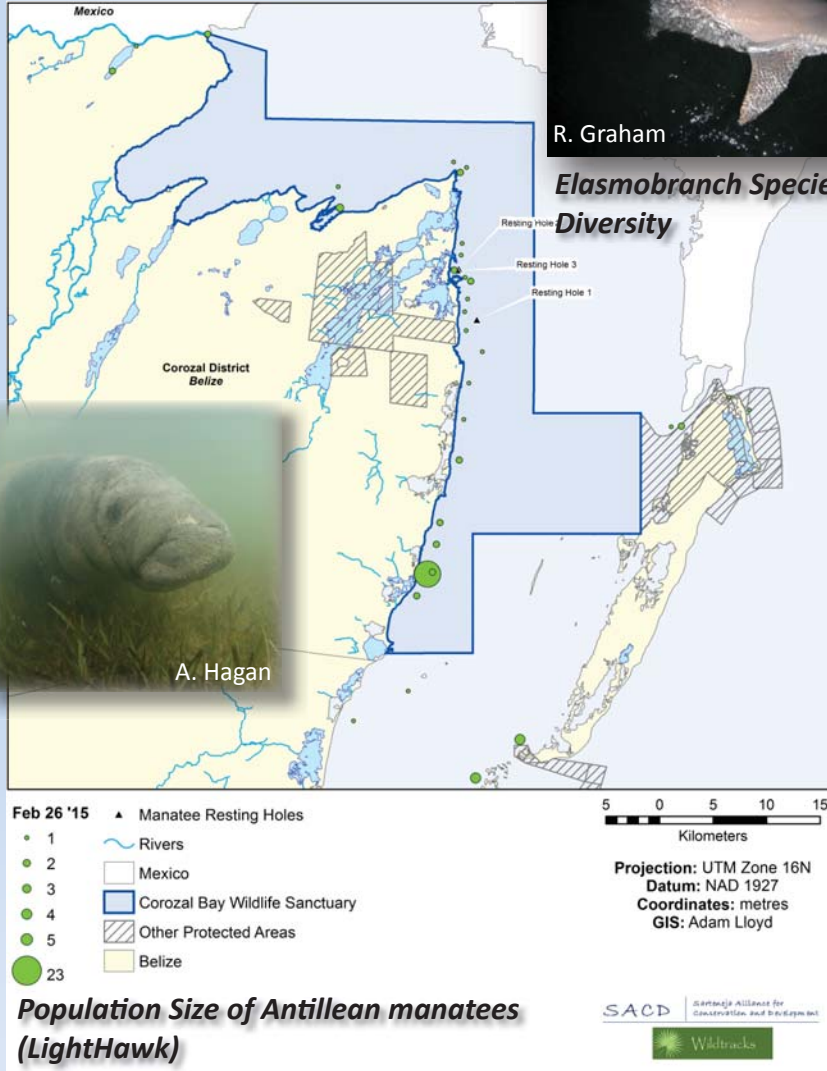 Mexico
R. Graham
Elasmobranch Specie
Diversity
Resting Hole
Resting Hole 3
Resting Hole 1
Corozal District
Belize
A. Hagan
Feb 26 '15
1
2
3
4
5
23
Manatee Resting Holes
Rivers
Mexico
Corozal Bay Wildlife Sanctuary
Other Protected Areas
Belize
5 0 5 10 15
Kilometers
Projection: UTM Zone 16N
Datum: NAD 1927
Coordinates: metres
GIS: Adam Lloyd
Population Size of Antillean manatees
(LightHawk)
SACD
Sarteneja Alliance for
Conservation and Development
Wildtracks